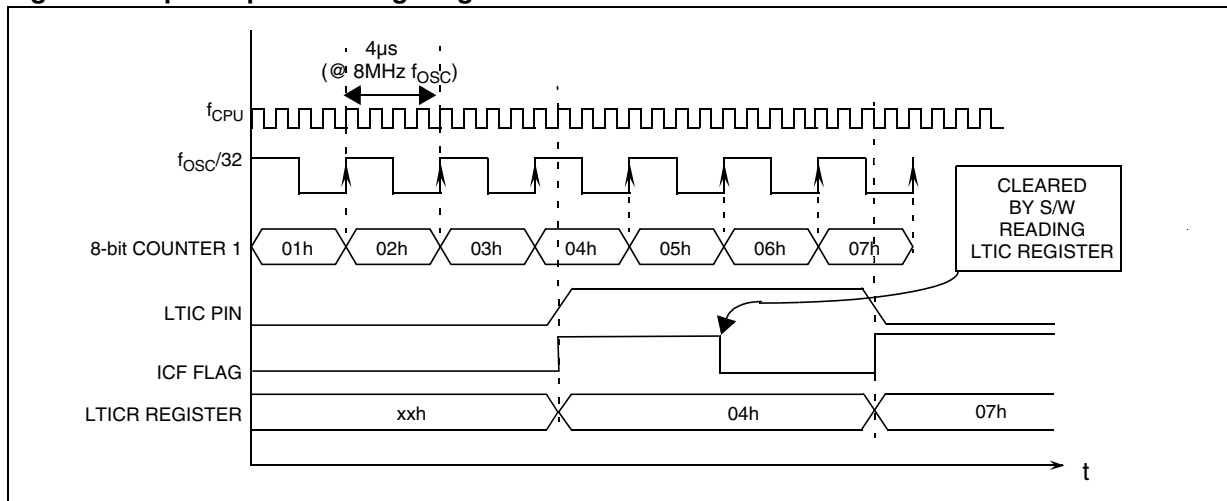 4µs
(@ 8MHz fOSC)
fCPU
fOSC/32
CLEARED
BY S/W
READING
LTIC REGISTER
8-bit COUNTER 1
01h
02h
03h
04h
05h
06h
07h
LTIC PIN
ICF FLAG
LTICR REGISTER
xxh
04h
07h
t